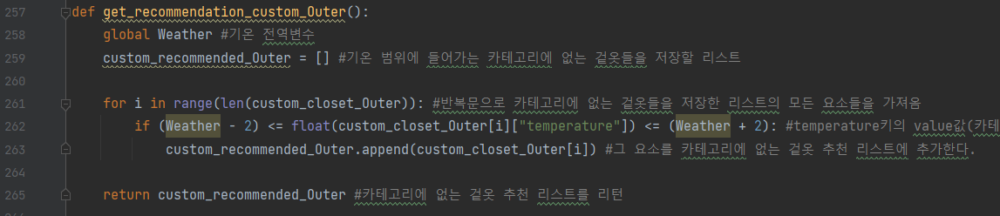 257 def get_recommendation_custom_Outer():
258 global Weather #기온 전역변수
259 custom_recommended_Outer = [] #기온 범위에 들어가는 카테고리에 없는 겉옷들을 저장할 리스트
260
261 for i in range(len(custom_closet_Outer)): #반복문으로 카테고리에 없는 겉옷들을 저장한 리스트의 모든 요소들을 가져옴
262 if (Weather - 2) <= float(custom_closet_Outer[i]["temperature"]) <= (Weather + 2): #temperature키의 value값(카테
263 custom_recommended_Outer.append(custom_closet_Outer[i]) #그 요소를 카테고리에 없는 겉옷 추천 리스트에 추가한다.
264
265 return custom_recommended_Outer #카테고리에 없는 겉옷 추천 리스트를 리턴